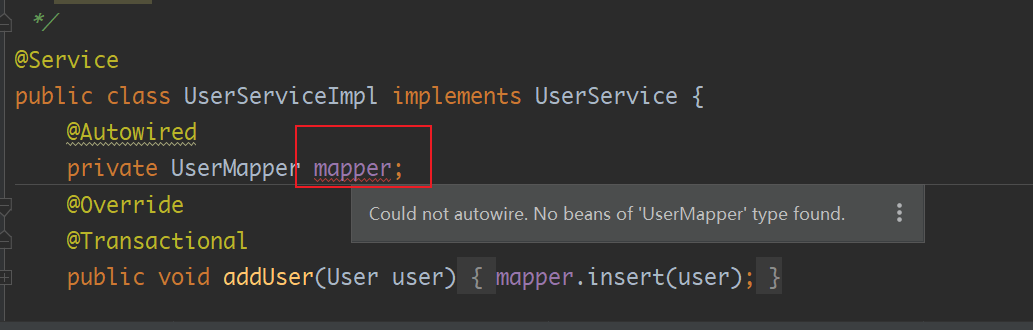 */
@Service
public class UserServiceImpl implements UserService {
@Autowired
private UserMapper mapper;
@Override
Could not autowire. No beans of 'UserMapper' type found.
@Transactional
public void addUser(User user) { mapper.insert(user); }